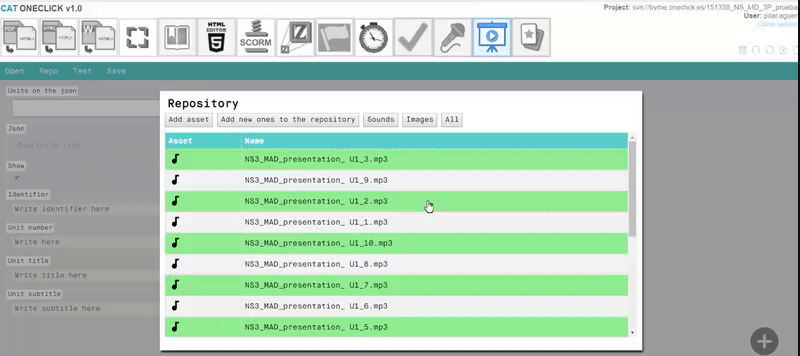 CAT ONECLICK v1.0
Project: svn://byme.oneclick.es/151338_NS_MD_3P_prueba
User: pilar.aguer
HTML EDITOR
SCORM
Open Repo Text Save
Units on the json
Json
Show
Identifier
Write identifier here
Unit number
Write here
Unit title
Write title here
Unit subtitle
Write subtitle here
Repository
Add asset Add new ones to the repository Sounds Images All
Asset Name
NS3_MAD_presentation_ U1_3.mp3
NS3_MAD_presentation_ U1_9.mp3
NS3_MAD_presentation_ U1_2.mp3
NS3_MAD_presentation_ U1_1.mp3
NS3_MAD_presentation_ U1_10.mp3
NS3_MAD_presentation_ U1_8.mp3
NS3_MAD_presentation_ U1_7.mp3
NS3_MAD_presentation_ U1_6.mp3
NS3_MAD_presentation_ U1_5.mp3